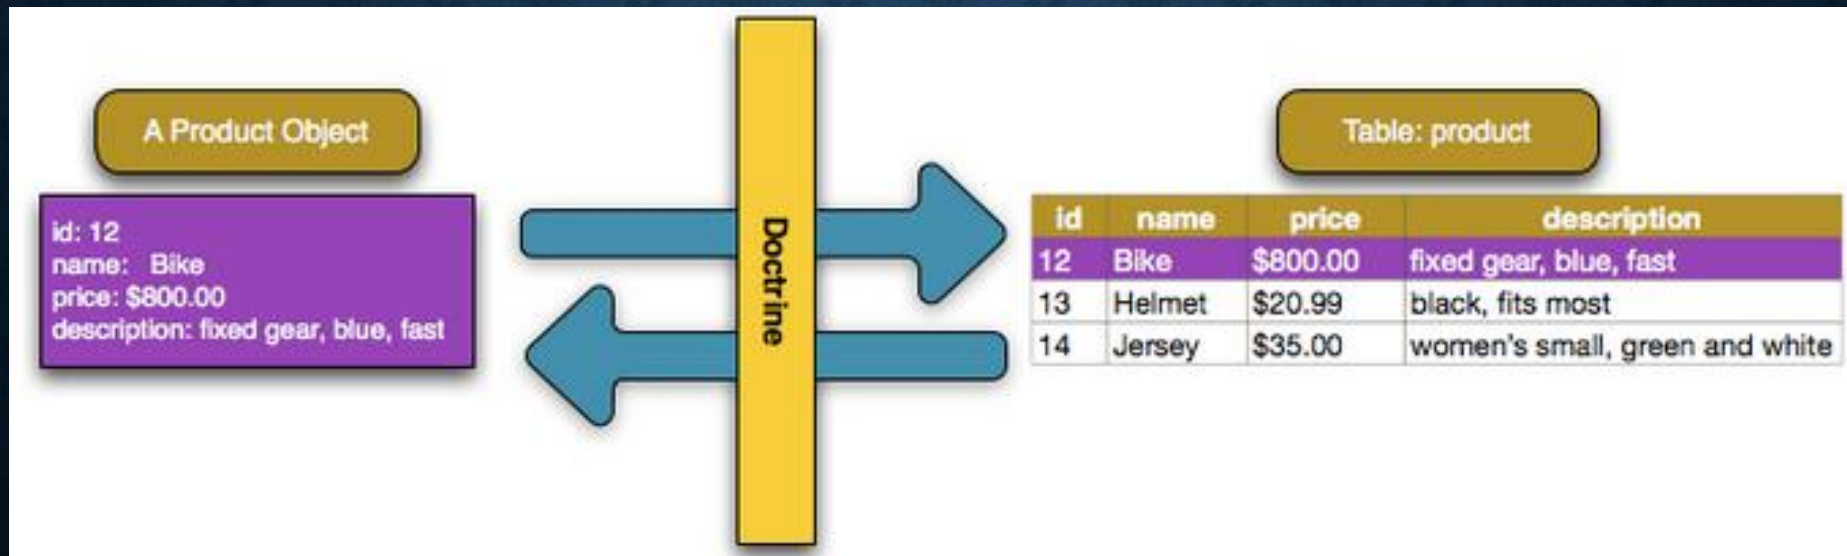 A Product Object
id: 12
name: Bike
price: $800.00
description: fixed gear, blue, fast
Doctrine
Table: product
id name price description
12 Bike $800.00 fixed gear, blue, fast
13 Helmet $20.99 black, fits most
14 Jersey $35.00 women's small, green and white